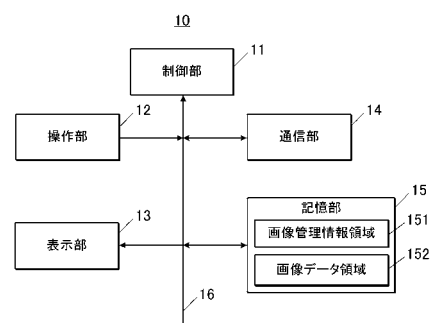 10
制御部
11
操作部
12
通信部
14
表示部
13
記憶部
15
画像管理情報領域
151
画像データ領域
152
16